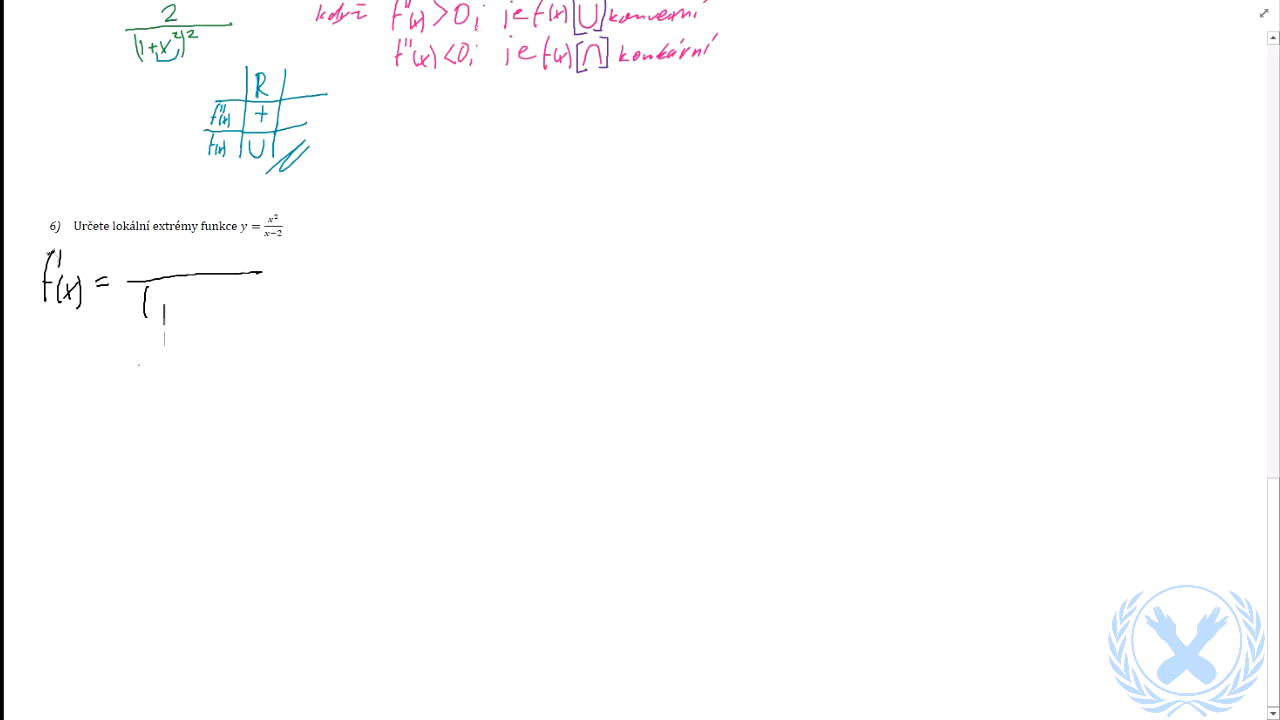 2
(1+x²)²
když f''(x) > 0; je f(x) [∪] konvexní
f''(x) < 0; je f(x) [∩] konkávní
R
f''(x) +
f(x) ∪
6) Určete lokální extrémy funkce y = x²/(x−2)
f'(x) =
(